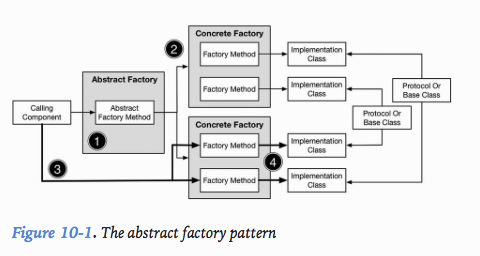 Concrete Factory
2
Factory Method
Implementation
Class
Abstract Factory
Factory Method
Implementation
Class
Protocol Or
Base Class
Calling
Component
Abstract
Factory Method
Protocol Or
Base Class
1
Concrete Factory
Factory Method
4
Implementation
Class
3
Factory Method
Implementation
Class
Figure 10-1. The abstract factory pattern